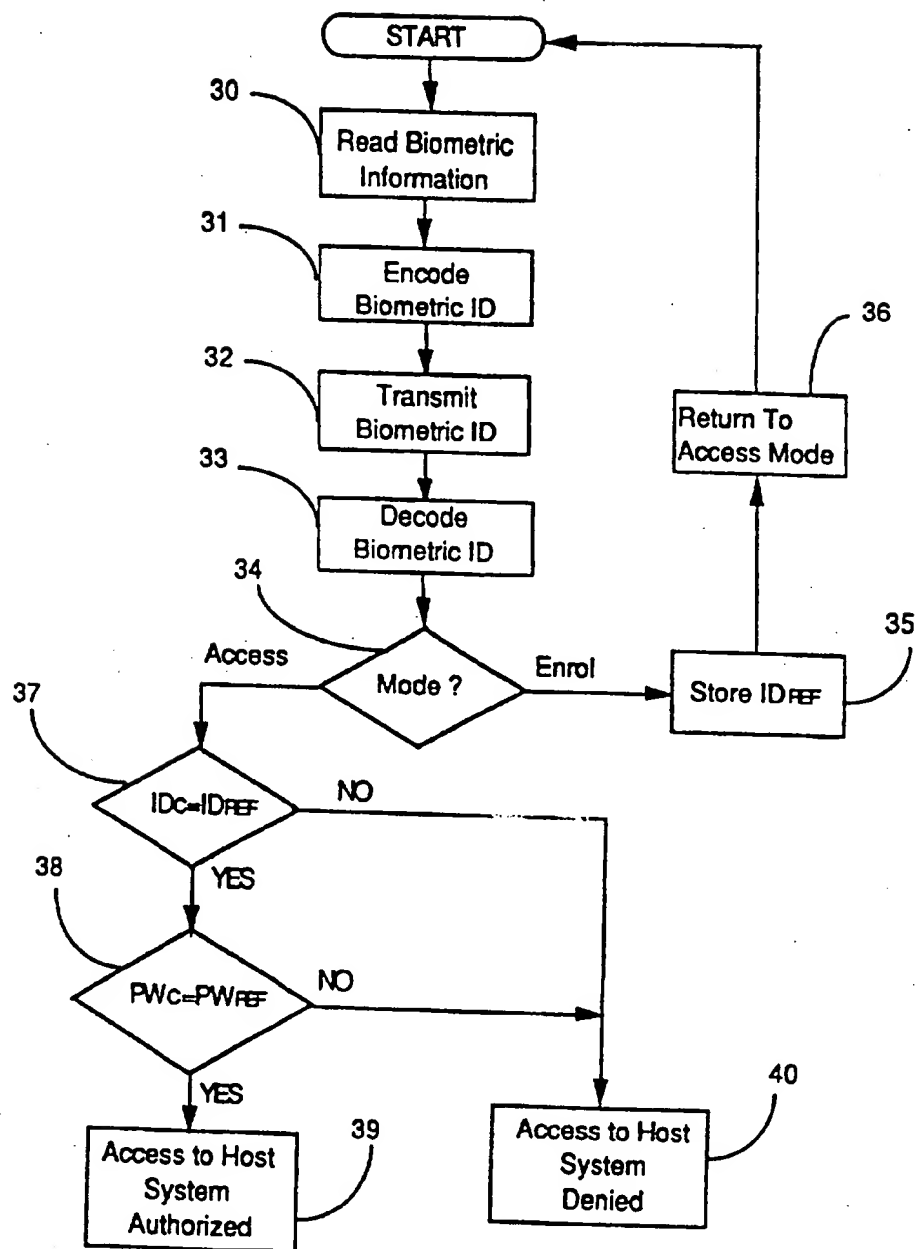 START
30
Read Biometric
Information
31
Encode
Biometric ID
32
Transmit
Biometric ID
36
Return To
Access Mode
33
Decode
Biometric ID
34
Access
Mode ?
Enrol
35
Store IDREF
37
IDC=IDREF
NO
YES
38
PWC=PWREF
NO
YES
39
Access to Host
System
Authorized
40
Access to Host
System
Denied